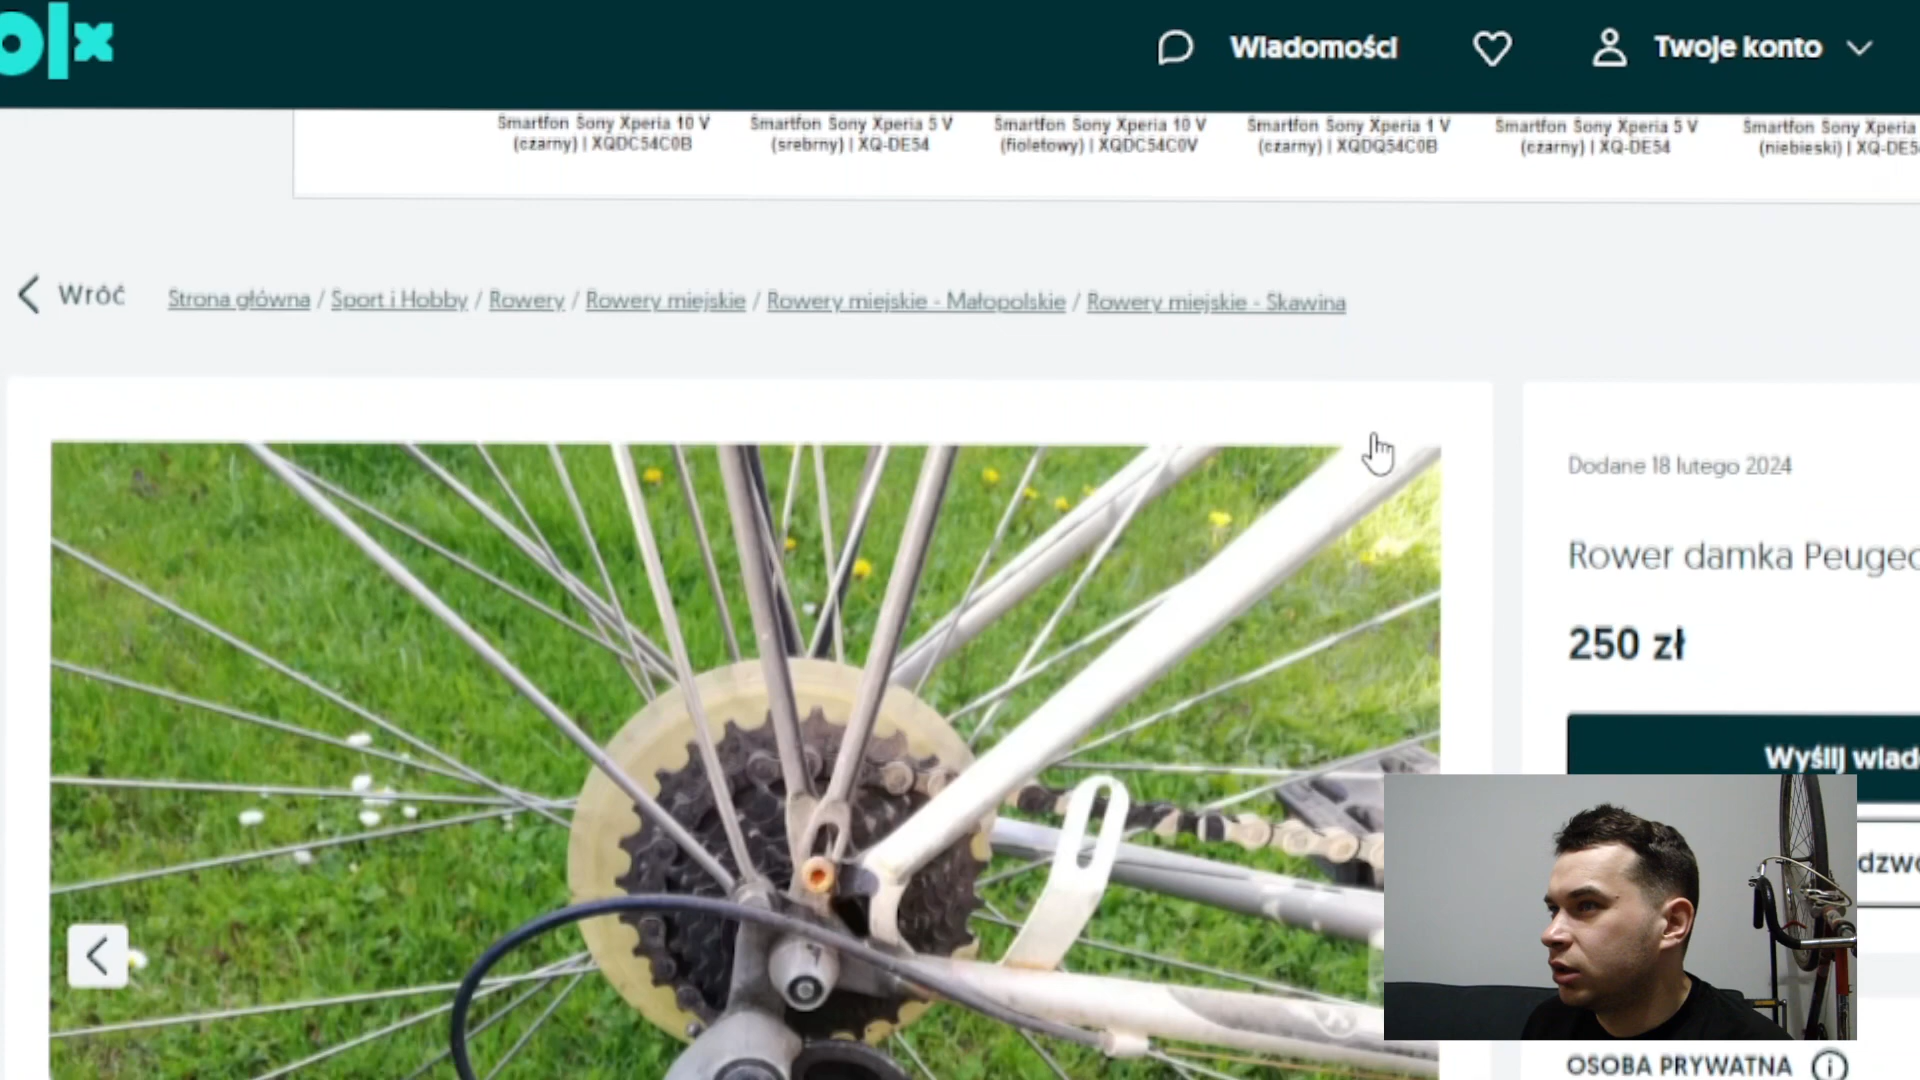 olx
Wiadomości
Twoje konto
Smartfon Sony Xperia 10 V
(czarny) | XQDC54C0B
Smartfon Sony Xperia 5 V
(srebrny) | XQ-DE54
Smartfon Sony Xperia 10 V
(fioletowy) | XQDC54C0V
Smartfon Sony Xperia 1 V
(czarny) | XQDQ54C0B
Smartfon Sony Xperia 5 V
(czarny) | XQ-DE54
Smartfon Sony Xperia
(niebieski) | XQ-DE5
Wróć
Strona główna / Sport i Hobby / Rowery / Rowery miejskie / Rowery miejskie - Małopolskie / Rowery miejskie - Skawina
Dodane 18 lutego 2024
Rower damka Peugeo
250 zł
Wyślij wiad
dzwo
OSOBA PRYWATNA